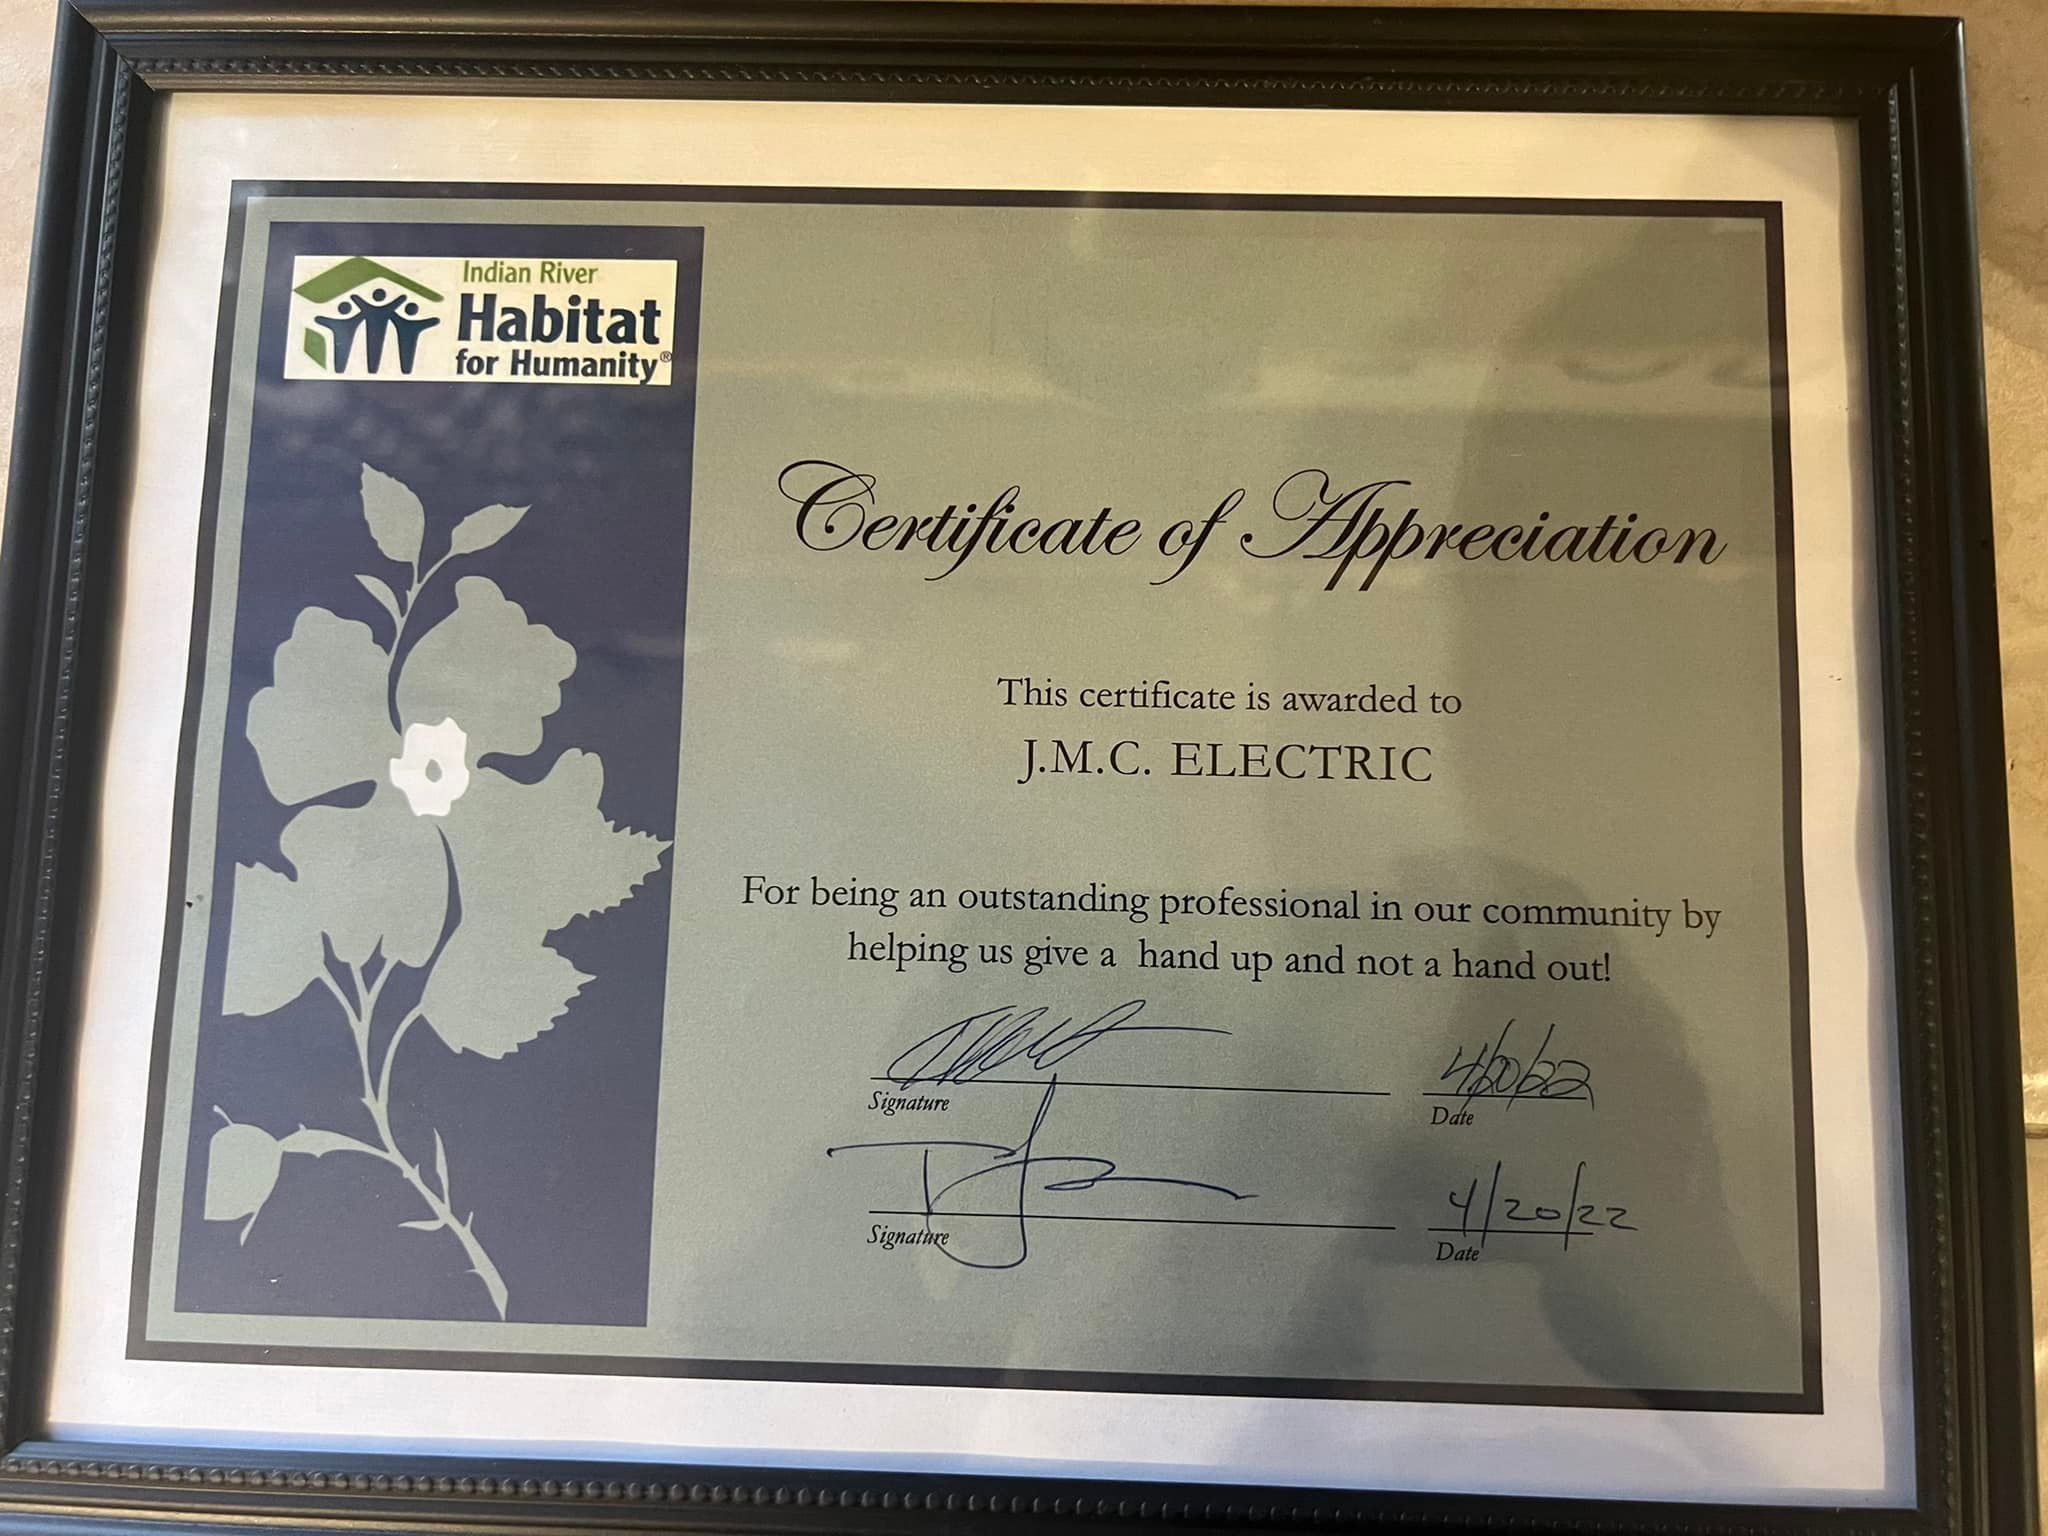 Indian River
Habitat
for Humanity®
Certificate of Appreciation
This certificate is awarded to
J.M.C. ELECTRIC
For being an outstanding professional in our community by
helping us give a hand up and not a hand out!
4/20/22
Signature
Date
4/20/22
Signature
Date